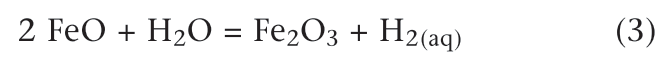 2 FeO + H₂O = Fe₂O₃ + H₂₍aq₎ (3)